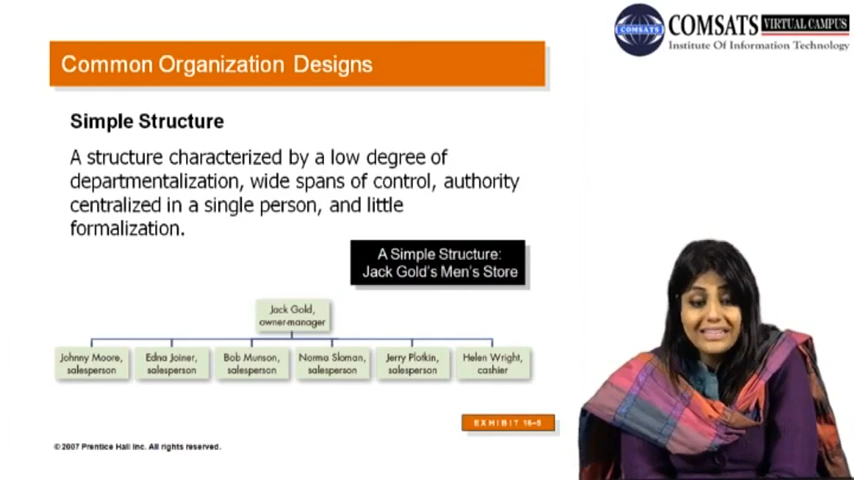 COMSATS VIRTUAL CAMPUS
COMSATS
Institute Of Information Technology
Common Organization Designs
Simple Structure
A structure characterized by a low degree of
departmentalization, wide spans of control, authority
centralized in a single person, and little
formalization.
A Simple Structure:
Jack Gold's Men's Store
Jack Gold,
owner-manager
Johnny Moore,
salesperson
Edna Joiner,
salesperson
Bob Munson,
salesperson
Norma Sloman,
salesperson
Jerry Plotkin,
salesperson
Helen Wright,
cashier
EXHIBIT 16–5
© 2007 Prentice Hall Inc. All rights reserved.